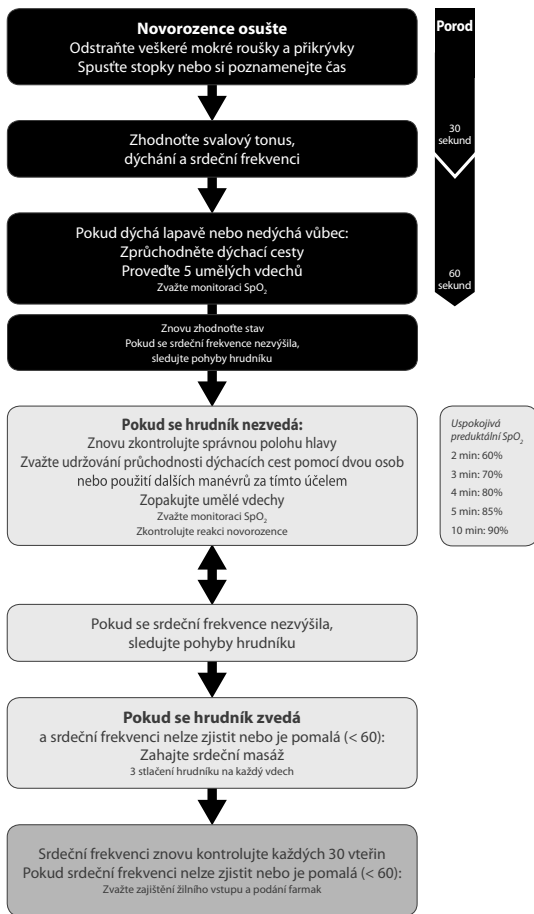 Novorozence osušte
Odstraňte veškeré mokré roušky a přikrývky
Spusťte stopky nebo si poznamenejte čas
Porod
30
sekund
Zhodnoťte svalový tonus,
dýchání a srdeční frekvenci
Pokud dýchá lapavě nebo nedýchá vůbec:
Zprůchodněte dýchací cesty
Proveďte 5 umělých vdechů
Zvažte monitoraci SpO₂
60
sekund
Znovu zhodnoťte stav
Pokud se srdeční frekvence nezvýšila,
sledujte pohyby hrudníku
Pokud se hrudník nezvedá:
Znovu zkontrolujte správnou polohu hlavy
Zvažte udržování průchodnosti dýchacích cest pomocí dvou osob
nebo použití dalších manévrů za tímto účelem
Zopakujte umělé vdechy
Zvažte monitoraci SpO₂
Zkontrolujte reakci novorozence
Uspokojivá
preduktální SpO₂
2 min: 60%
3 min: 70%
4 min: 80%
5 min: 85%
10 min: 90%
Pokud se srdeční frekvence nezvýšila,
sledujte pohyby hrudníku
Pokud se hrudník zvedá
a srdeční frekvenci nelze zjistit nebo je pomalá (< 60):
Zahajte srdeční masáž
3 stlačení hrudníku na každý vdech
Srdeční frekvenci znovu kontrolujte každých 30 vteřin
Pokud srdeční frekvenci nelze zjistit nebo je pomalá (< 60):
Zvažte zajištění žilního vstupu a podání farmak